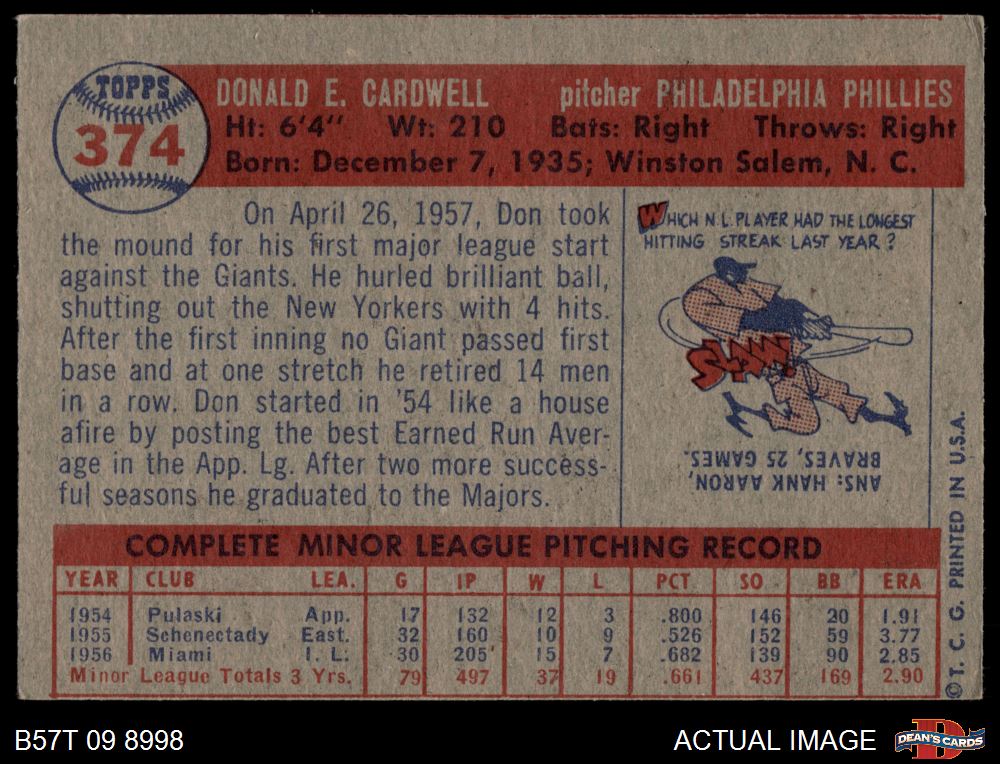 TOPPS
374
DONALD E. CARDWELL pitcher PHILADELPHIA PHILLIES
Ht: 6'4" Wt: 210 Bats: Right Throws: Right
Born: December 7, 1935; Winston Salem, N. C.
On April 26, 1957, Don took
the mound for his first major league start
against the Giants. He hurled brilliant ball,
shutting out the New Yorkers with 4 hits.
After the first inning no Giant passed first
base and at one stretch he retired 14 men
in a row. Don started in '54 like a house
afire by posting the best Earned Run Aver-
age in the App. Lg. After two more success-
ful seasons he graduated to the Majors.
WHICH N.L. PLAYER HAD THE LONGEST
HITTING STREAK LAST YEAR?
SLAM
ANS: HANK AARON,
BRAVES, 25 GAMES.
COMPLETE MINOR LEAGUE PITCHING RECORD
YEAR CLUB LEA. G IP W L PCT SO BB ERA
1954 Pulaski App. 17 132 12 3 .800 146 20 1.91
1955 Schenectady East. 32 160 10 9 .526 152 59 3.77
1956 Miami I. L. 30 205 15 7 .682 139 90 2.85
Minor League Totals 3 Yrs. 79 497 37 19 .661 437 169 2.90
© T. C. G. PRINTED IN U.S.A.
B57T 09 8998 ACTUAL IMAGE DEAN'S CARDS